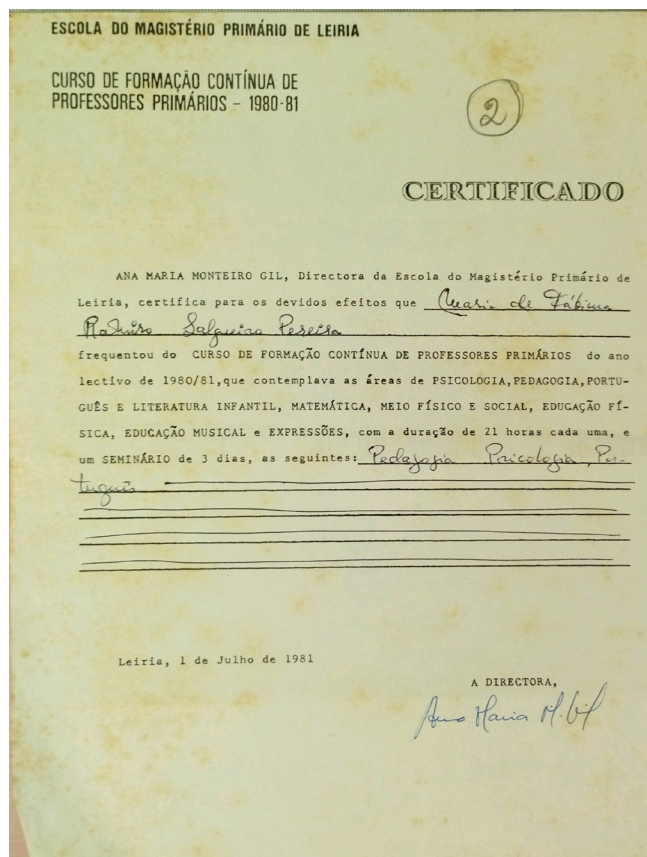 ESCOLA DO MAGISTÉRIO PRIMÁRIO DE LEIRIA
CURSO DE FORMAÇÃO CONTÍNUA DE
PROFESSORES PRIMÁRIOS - 1980-81
2
CERTIFICADO
ANA MARIA MONTEIRO GIL, Directora da Escola do Magistério Primário de
Leiria, certifica para os devidos efeitos que Maria de Fátima
Salgueiro Pereira
frequentou do CURSO DE FORMAÇÃO CONTÍNUA DE PROFESSORES PRIMÁRIOS do ano
lectivo de 1980/81, que contemplava as áreas de PSICOLOGIA, PEDAGOGIA, PORTU-
GUÊS E LITERATURA INFANTIL, MATEMÁTICA, MEIO FÍSICO E SOCIAL, EDUCAÇÃO FÍ-
SICA, EDUCAÇÃO MUSICAL e EXPRESSÕES, com a duração de 21 horas cada uma, e
um SEMINÁRIO de 3 dias, as seguintes: Pedagogia Psicologia, Por-
tuguês
Leiria, 1 de Julho de 1981
A DIRECTORA,
Ana Maria M. Gil